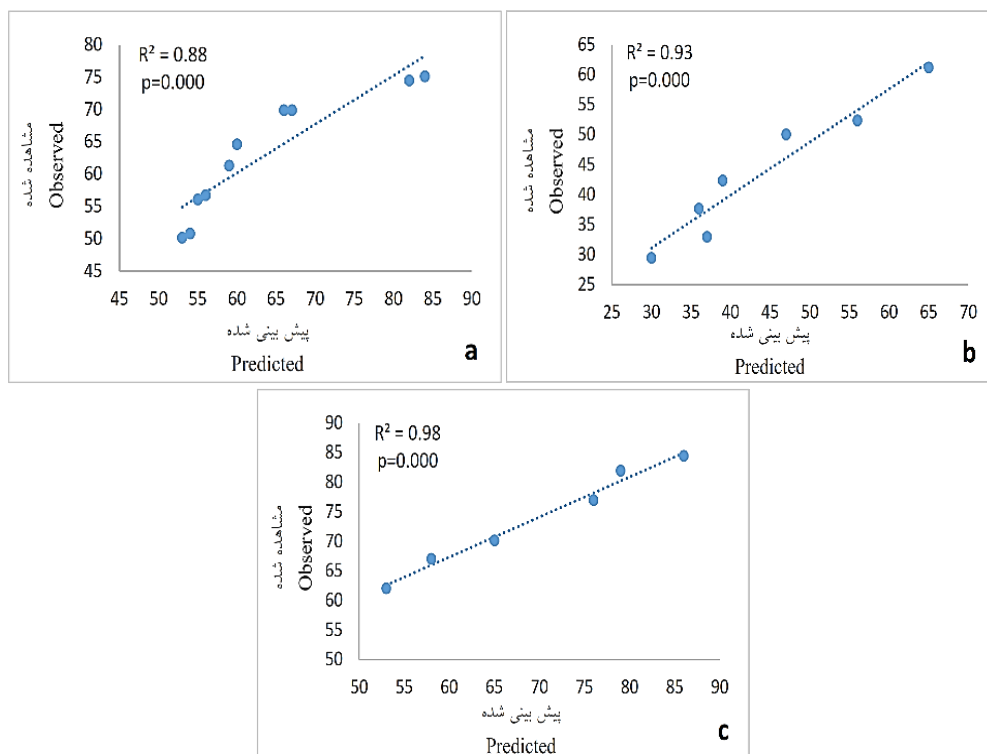 R² = 0.88
p=0.000
80
75
70
65
60
55
50
45
45 50 55 60 65 70 75 80 85 90
مشاهده شده
Observed
پیش بینی شده
Predicted
a
R² = 0.93
p=0.000
65
60
55
50
45
40
35
30
25
25 30 35 40 45 50 55 60 65 70
مشاهده شده
Observed
پیش بینی شده
Predicted
b
R² = 0.98
p=0.000
90
85
80
75
70
65
60
55
50
50 55 60 65 70 75 80 85 90
مشاهده شده
Observed
پیش بینی شده
Predicted
c